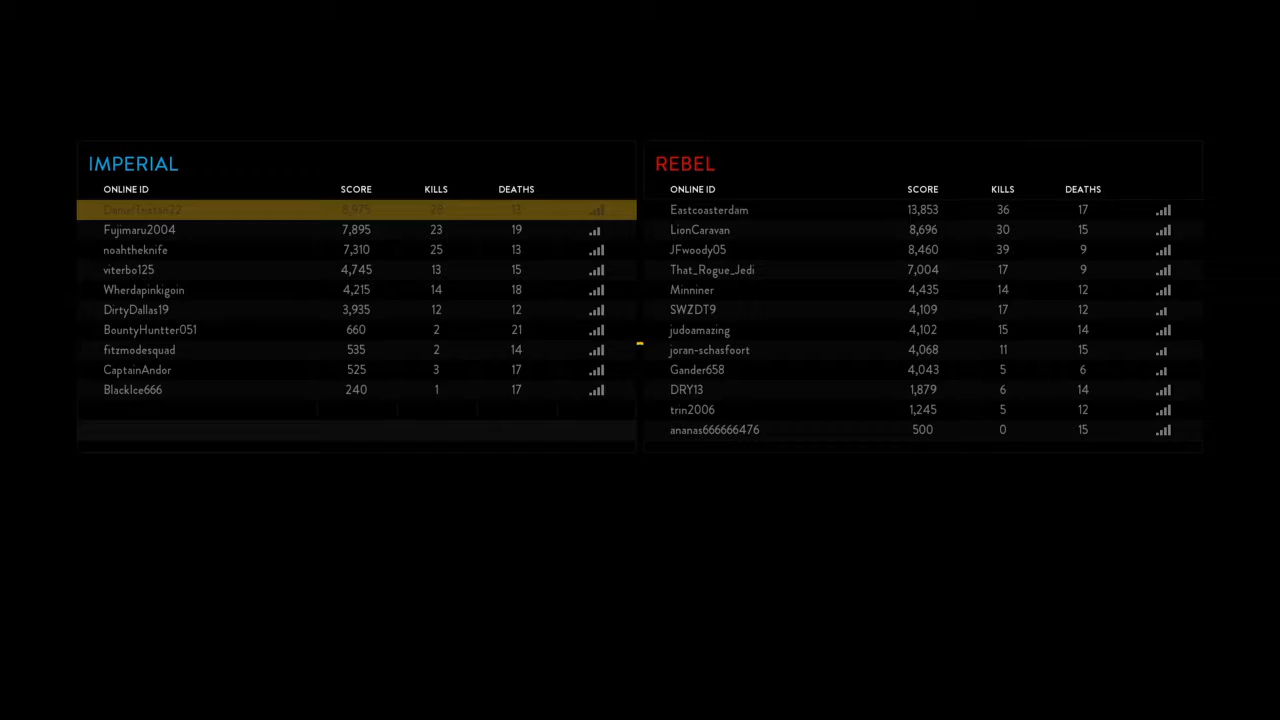 IMPERIAL
ONLINE ID SCORE KILLS DEATHS
8,975 28 13
Fujimaru2004 7,895 23 19
noahtheknife 7,310 25 13
viterbo125 4,745 13 15
Wherdapinkigoin 4,215 14 18
DirtyDallas19 3,935 12 12
BountyHuntter051 660 2 21
fitzmodesquad 535 2 14
CaptainAndor 525 3 17
BlackIce666 240 1 17
REBEL
ONLINE ID SCORE KILLS DEATHS
Eastcoasterdam 13,853 36 17
LionCaravan 8,696 30 15
JFwoody05 8,460 39 9
That_Rogue_Jedi 7,004 17 9
Minniner 4,435 14 12
SWZDT9 4,109 17 12
judoamazing 4,102 15 14
joran-schasfoort 4,068 11 15
Gander658 4,043 5 6
DRY13 1,879 6 14
trin2006 1,245 5 12
ananas666666476 500 0 15